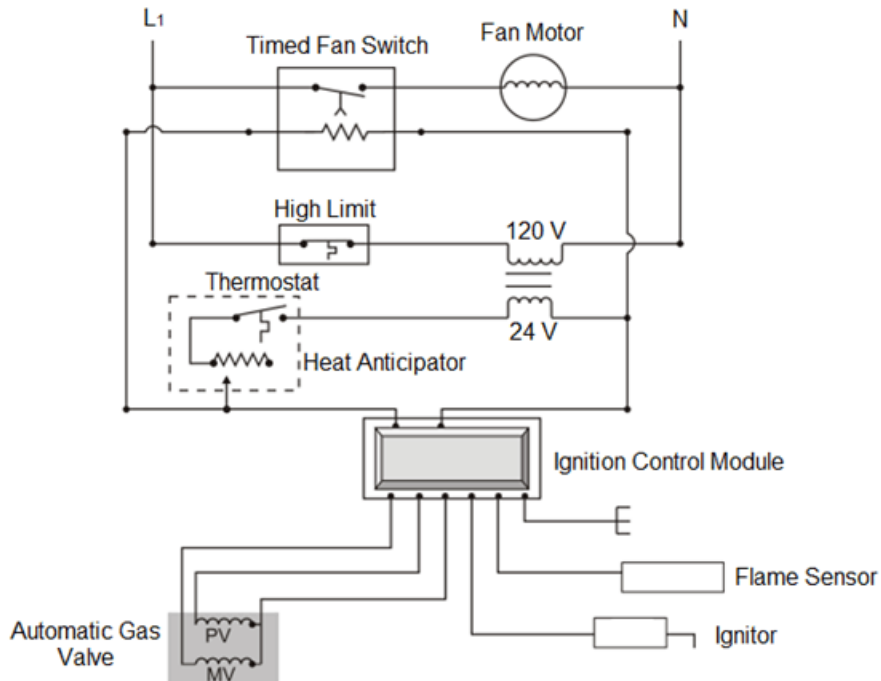 L1
N
Timed Fan Switch
Fan Motor
High Limit
120 V
Thermostat
24 V
Heat Anticipator
Ignition Control Module
Flame Sensor
Ignitor
Automatic Gas
Valve
PV
MV